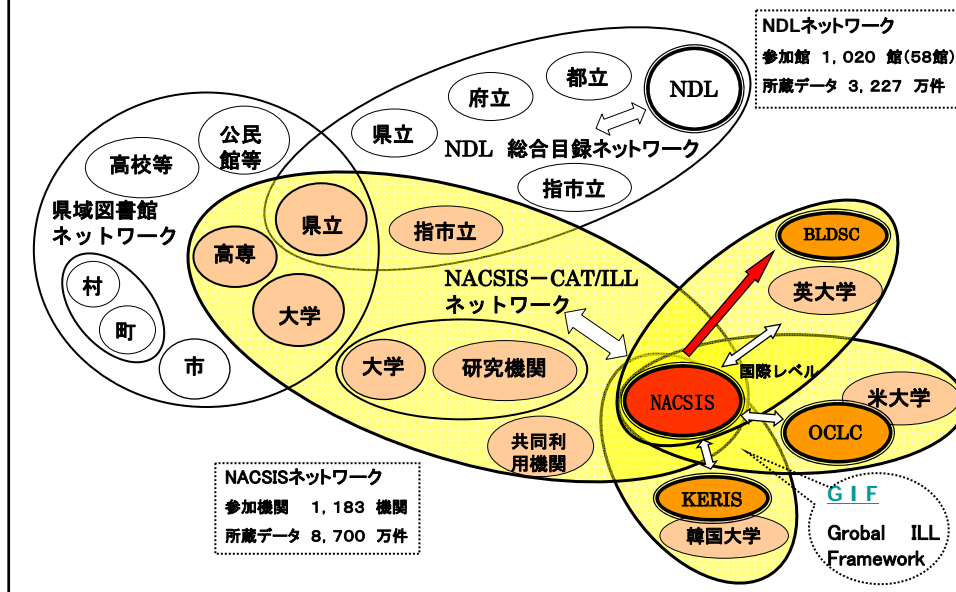 NDLネットワーク
参加館 1,020 館(58館)
所蔵データ 3,227 万件
NDL
都立
府立
県立
NDL 総合目録ネットワーク
指市立
公民
館等
高校等
県域図書館
ネットワーク
村
町
市
県立
高専
大学
指市立
NACSIS－CAT/ILL
ネットワーク
大学
研究機関
共同利
用機関
BLDSC
英大学
国際レベル
NACSIS
米大学
OCLC
KERIS
韓国大学
GIF
Grobal ILL
Framework
NACSISネットワーク
参加機関 1,183 機関
所蔵データ 8,700 万件